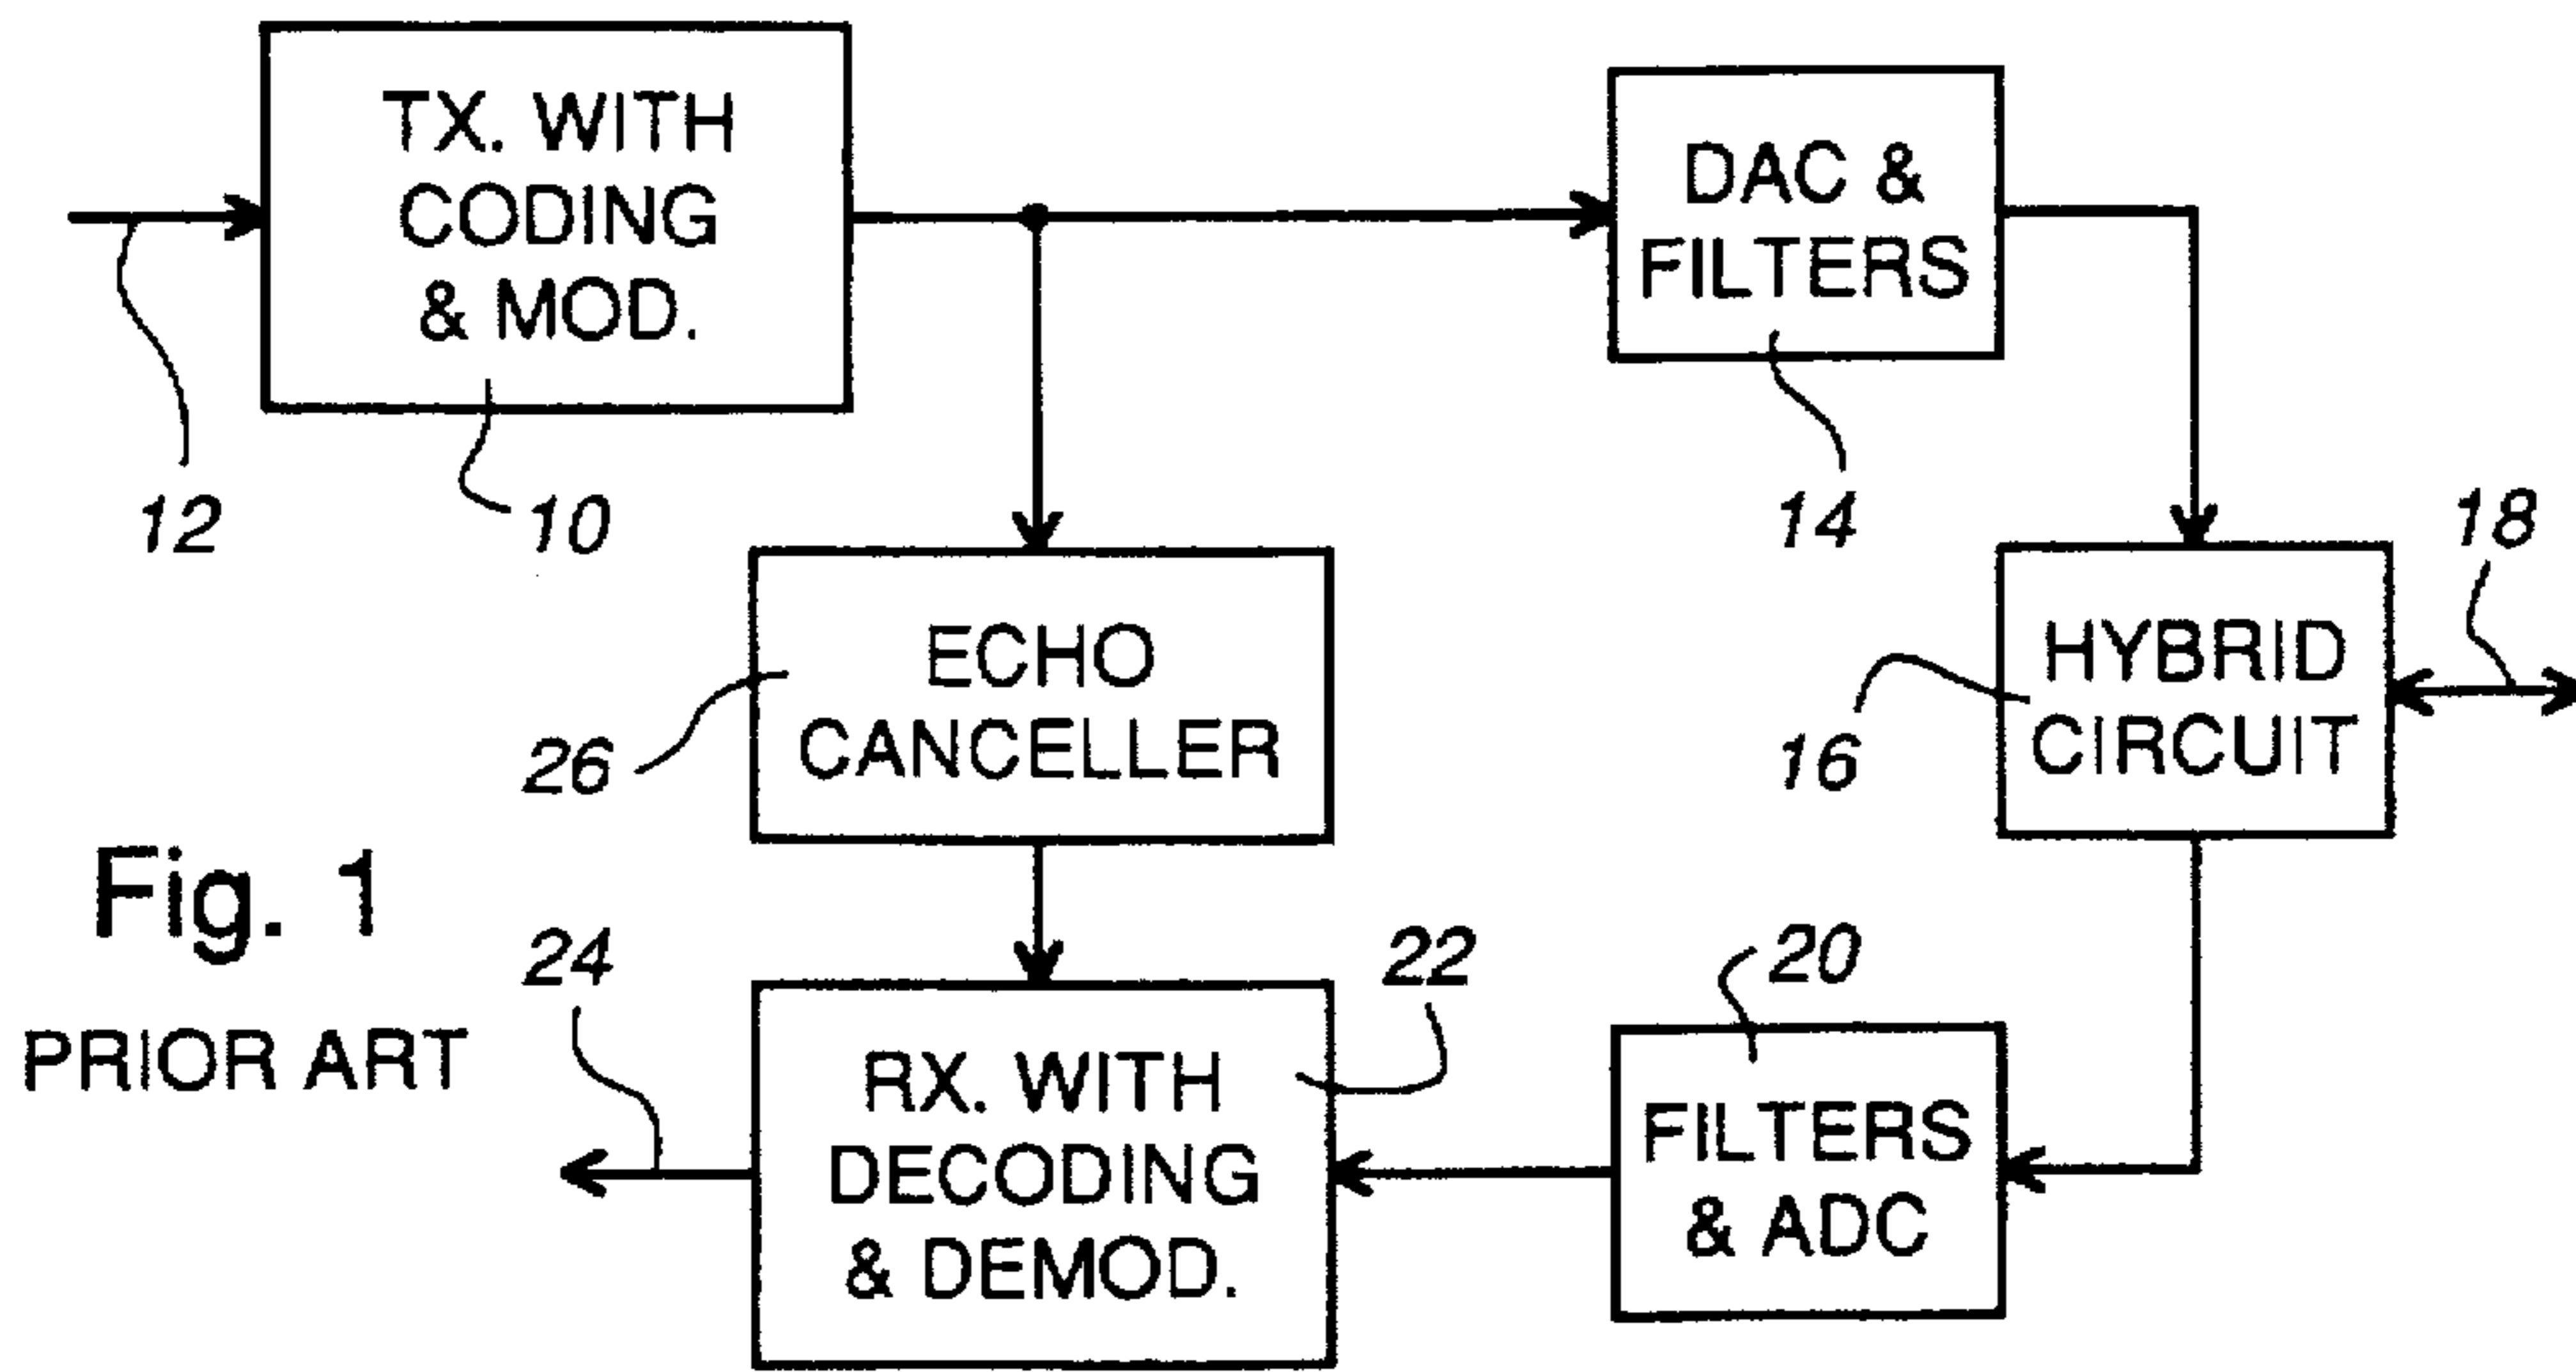 TX. WITH
CODING
& MOD.
DAC &
FILTERS
12
10
14
18
ECHO
CANCELLER
HYBRID
CIRCUIT
26
16
Fig. 1
PRIOR ART
24
22
20
RX. WITH
DECODING
& DEMOD.
FILTERS
& ADC